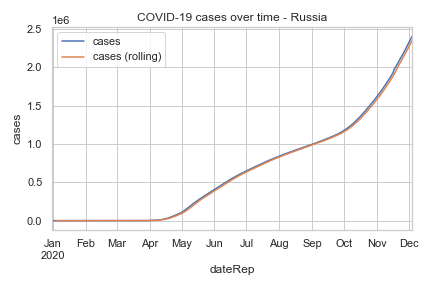 COVID-19 cases over time - Russia
1e6
cases
cases (rolling)
2.5
2.0
1.5
1.0
0.5
0.0
cases
Jan Feb Mar Apr May Jun Jul Aug Sep Oct Nov Dec
2020
dateRep